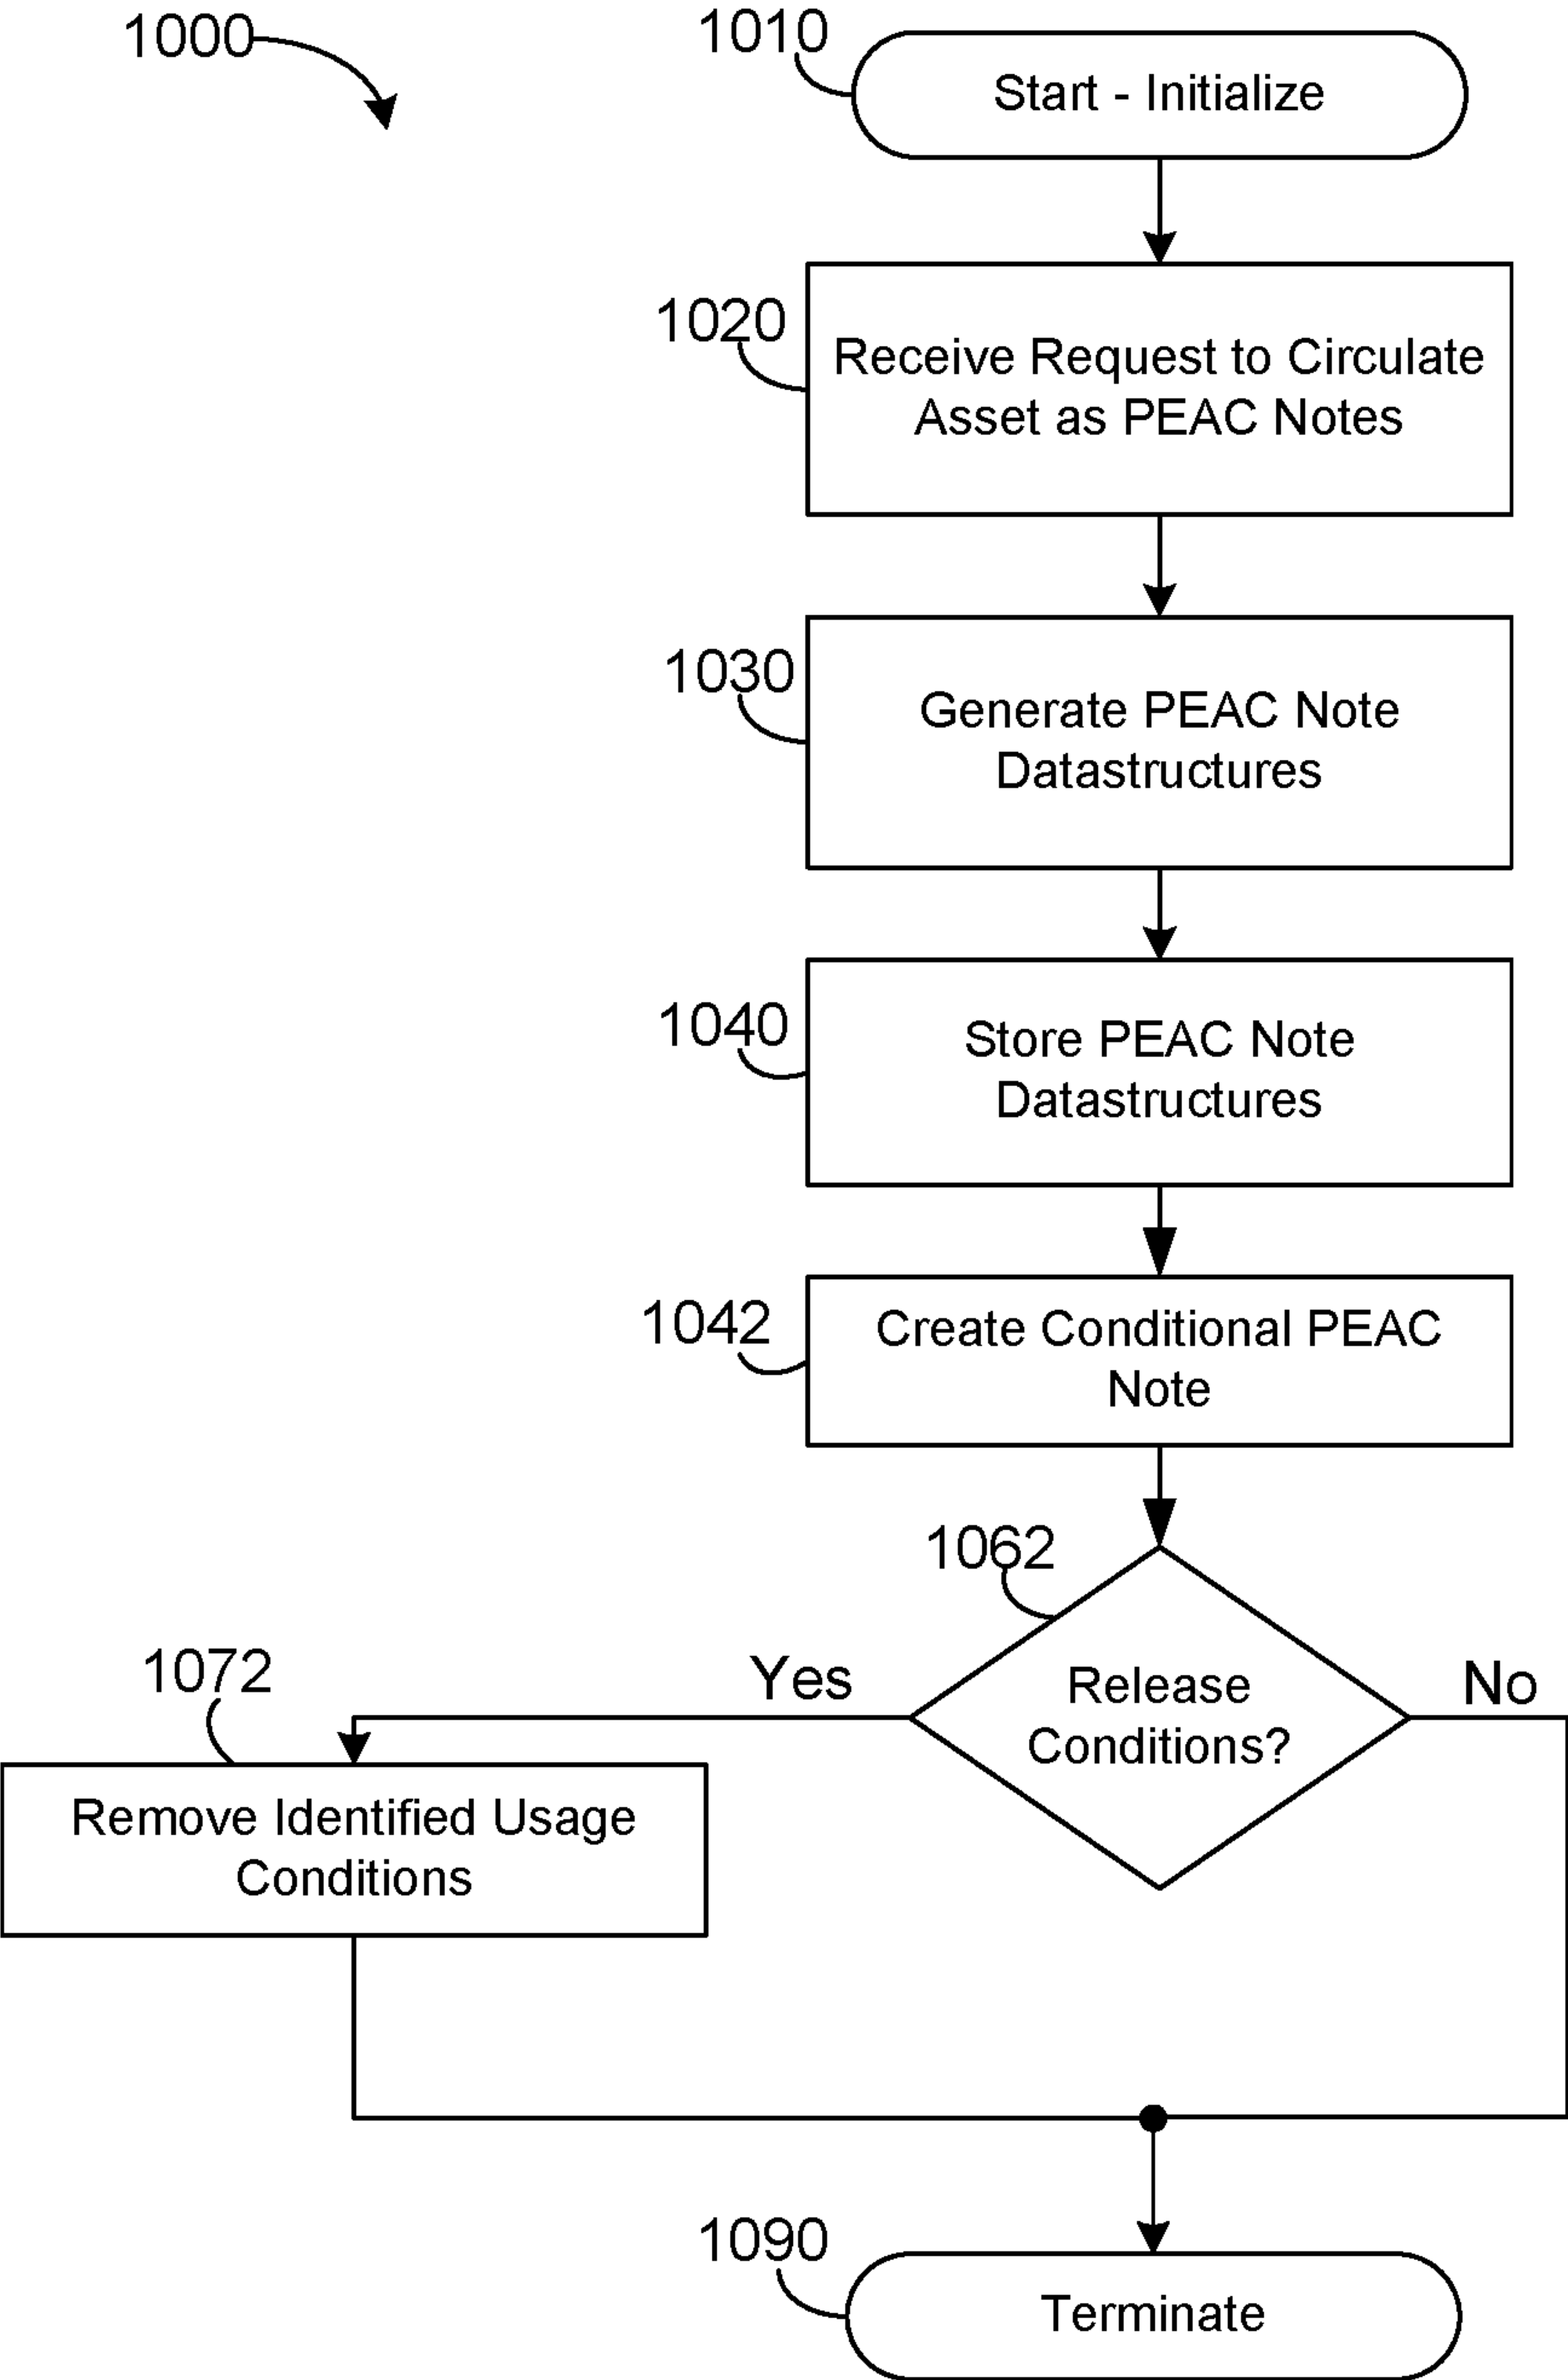 1000
1010
Start - Initialize
1020
Receive Request to Circulate
Asset as PEAC Notes
1030
Generate PEAC Note
Datastructures
1040
Store PEAC Note
Datastructures
1042
Create Conditional PEAC
Note
1062
Release
Conditions?
Yes
No
1072
Remove Identified Usage
Conditions
1090
Terminate